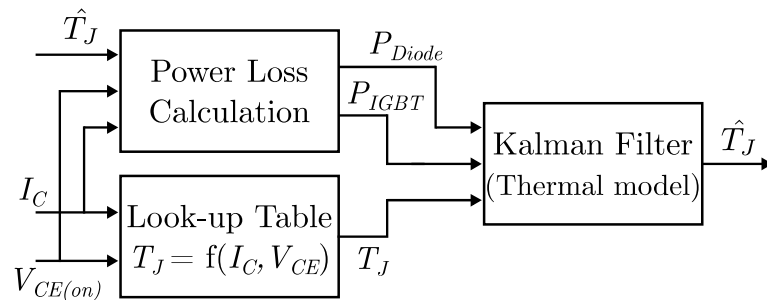 T̂_J
Power Loss
Calculation
P_Diode
P_IGBT
Kalman Filter
(Thermal model)
T̂_J
I_C
Look-up Table
T_J = f(I_C, V_CE)
T_J
V_CE(on)